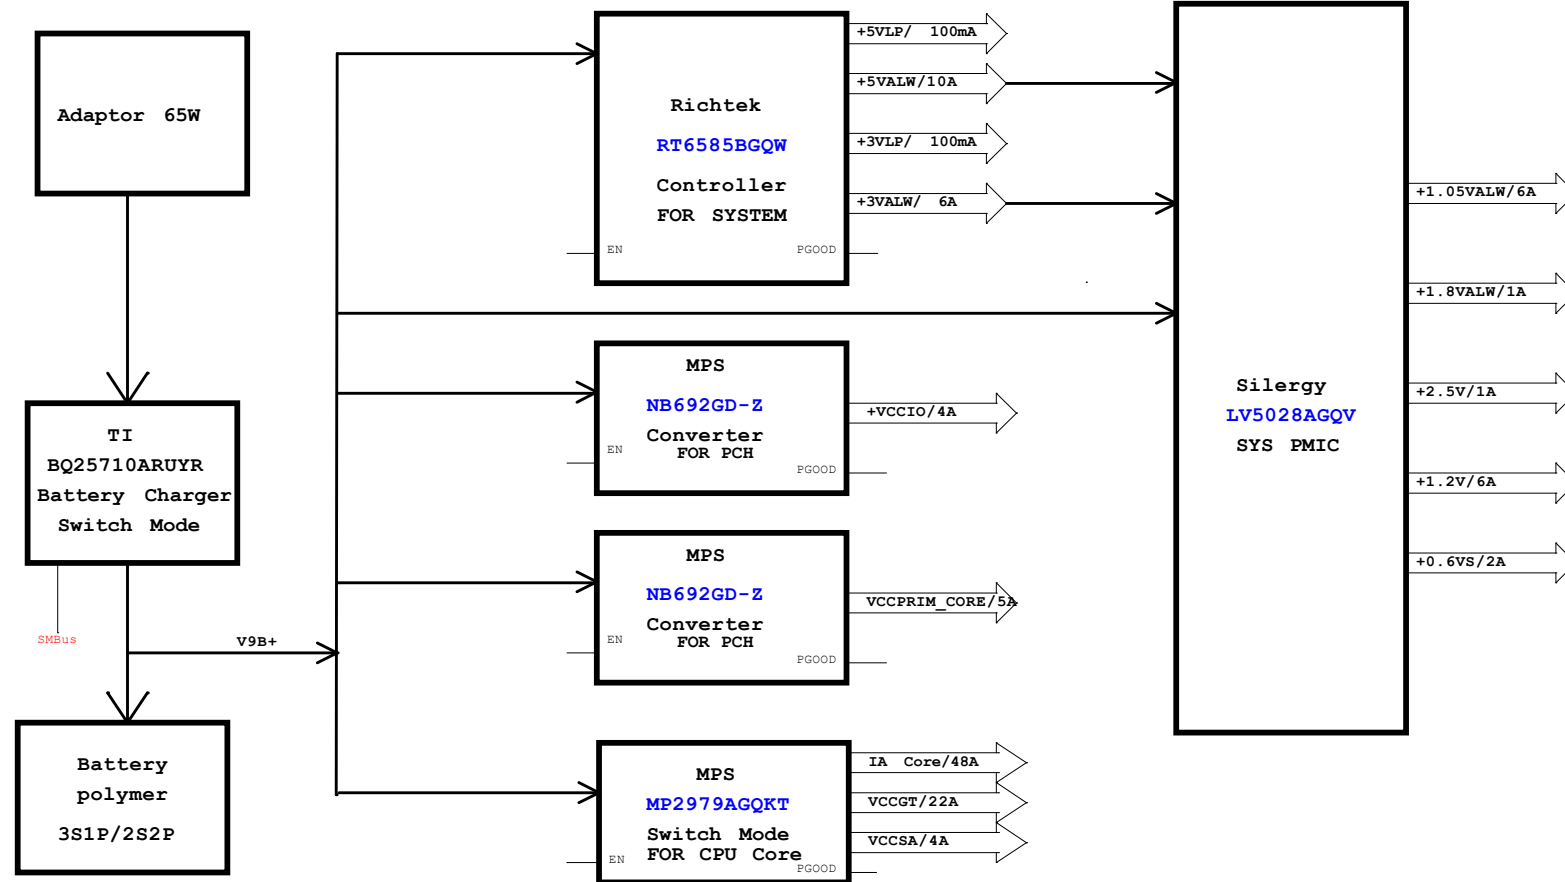 Adaptor 65W
TI
BQ25710ARUYR
Battery Charger
Switch Mode
SMBus
V9B+
Battery
polymer
3S1P/2S2P
Richtek
RT6585BGQW
Controller
FOR SYSTEM
EN
PGOOD
+5VLP/ 100mA
+5VALW/10A
+3VLP/ 100mA
+3VALW/ 6A
MPS
NB692GD-Z
Converter
FOR PCH
EN
PGOOD
+VCCIO/4A
MPS
NB692GD-Z
Converter
FOR PCH
EN
PGOOD
VCCPRIM_CORE/5A
MPS
MP2979AGQKT
Switch Mode
FOR CPU Core
EN
PGOOD
IA Core/48A
VCCGT/22A
VCCSA/4A
Silergy
LV5028AGQV
SYS PMIC
+1.05VALW/6A
+1.8VALW/1A
+2.5V/1A
+1.2V/6A
+0.6VS/2A